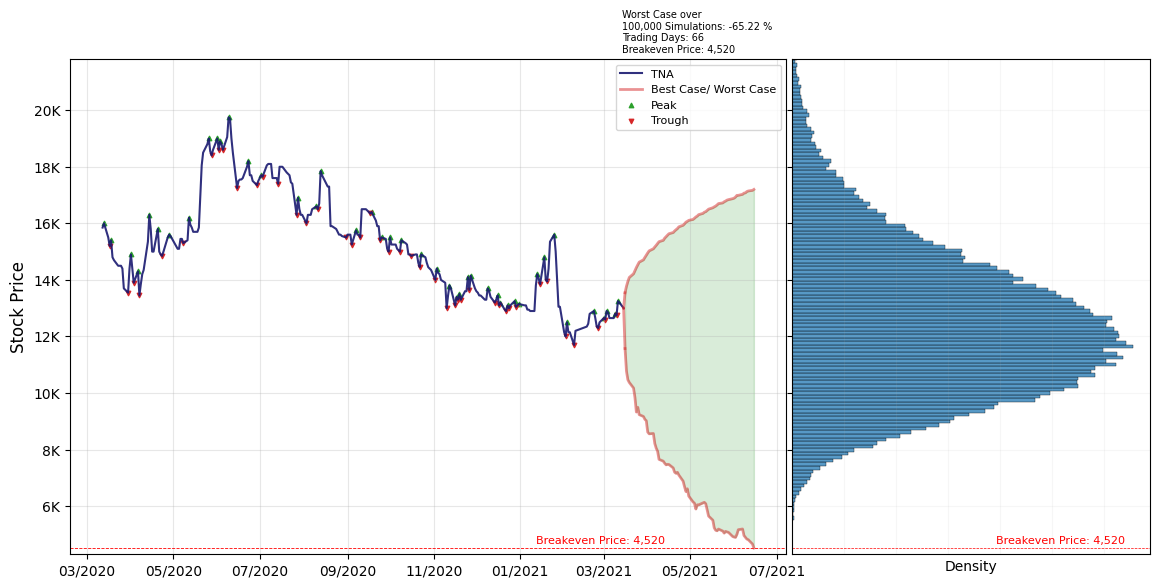 Worst Case over
100,000 Simulations: -65.22 %
Trading Days: 66
Breakeven Price: 4,520
TNA
Best Case/ Worst Case
Peak
Trough
20K
18K
16K
14K
12K
10K
8K
6K
Stock Price
Breakeven Price: 4,520
Breakeven Price: 4,520
03/2020 05/2020 07/2020 09/2020 11/2020 01/2021 03/2021 05/2021 07/2021
Density